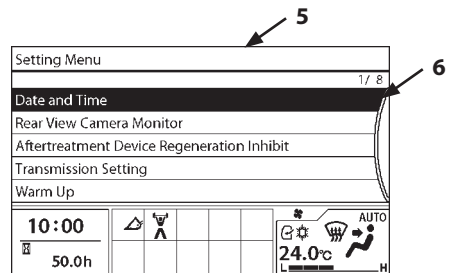 5
Setting Menu
1/ 8
6
Date and Time
Rear View Camera Monitor
Aftertreatment Device Regeneration Inhibit
Transmission Setting
Warm Up
10:00
AUTO
24.0°C
50.0h
L H